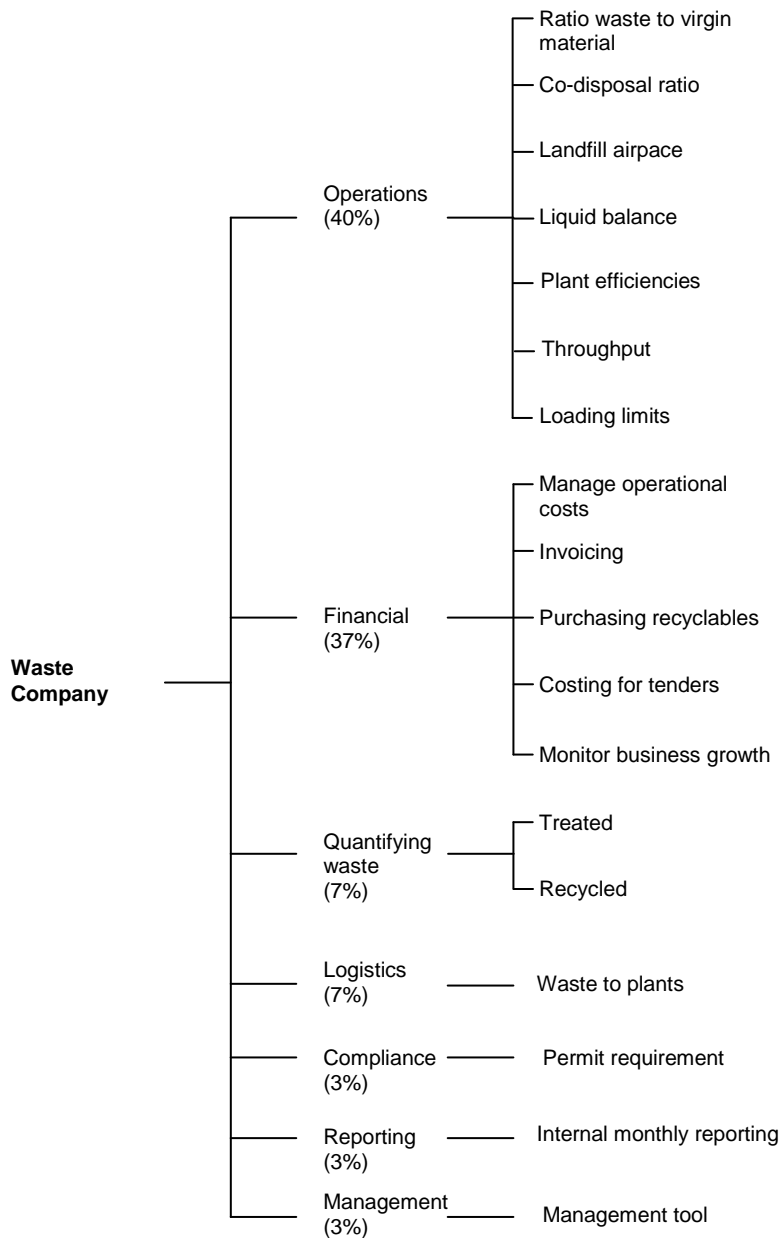 Waste
Company
Operations
(40%)
Ratio waste to virgin
material
Co-disposal ratio
Landfill airpace
Liquid balance
Plant efficiencies
Throughput
Loading limits
Financial
(37%)
Manage operational
costs
Invoicing
Purchasing recyclables
Costing for tenders
Monitor business growth
Quantifying
waste
(7%)
Treated
Recycled
Logistics
(7%)
Waste to plants
Compliance
(3%)
Permit requirement
Reporting
(3%)
Internal monthly reporting
Management
(3%)
Management tool